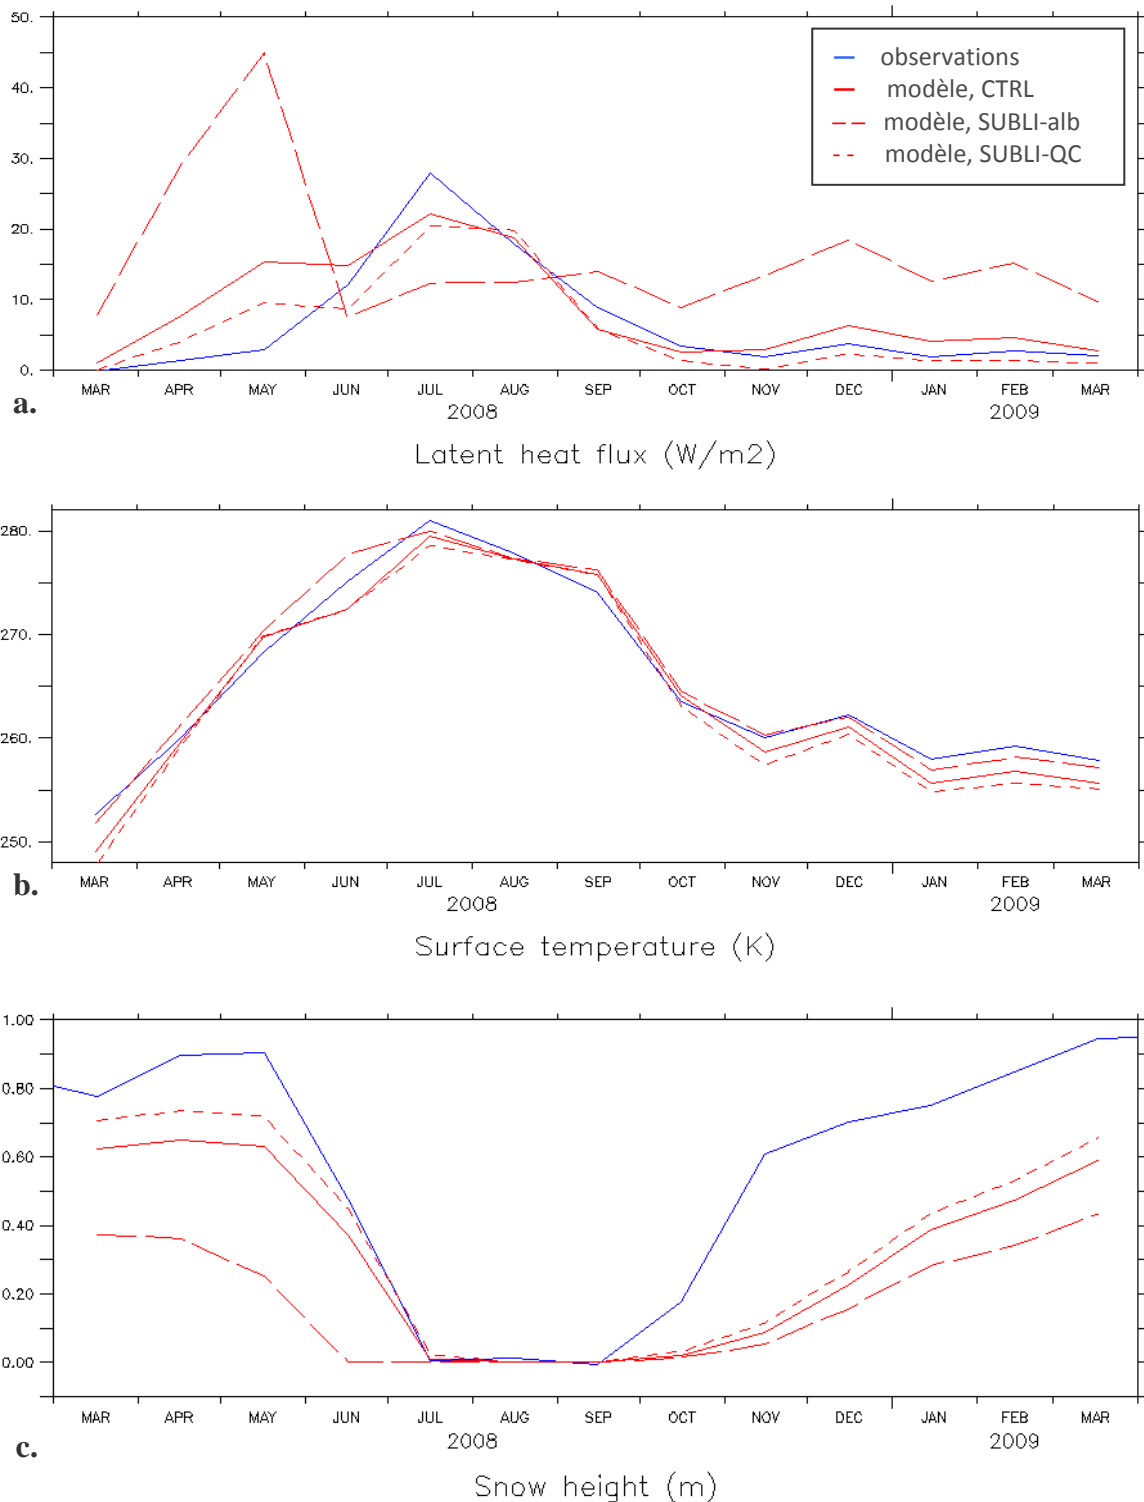 50.
40.
30.
20.
10.
0.
observations
modèle, CTRL
modèle, SUBLI-alb
modèle, SUBLI-QC
MAR APR MAY JUN JUL AUG SEP OCT NOV DEC JAN FEB MAR
2008 2009
a.
Latent heat flux (W/m2)
280.
270.
260.
250.
MAR APR MAY JUN JUL AUG SEP OCT NOV DEC JAN FEB MAR
2008 2009
b.
Surface temperature (K)
1.00
0.80
0.60
0.40
0.20
0.00
MAR APR MAY JUN JUL AUG SEP OCT NOV DEC JAN FEB MAR
2008 2009
c.
Snow height (m)